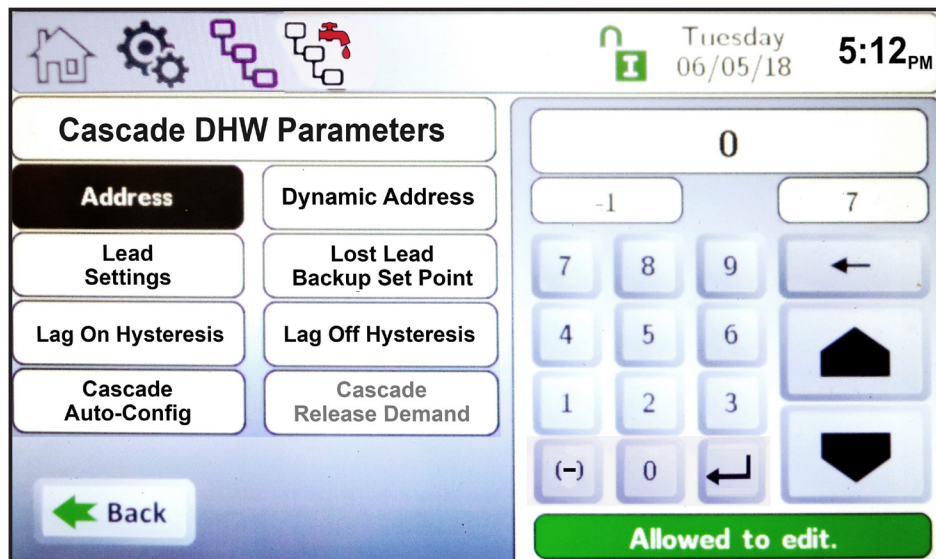 Tuesday
06/05/18
5:12PM
Cascade DHW Parameters
Address
Dynamic Address
Lead
Settings
Lost Lead
Backup Set Point
Lag On Hysteresis
Lag Off Hysteresis
Cascade
Auto-Config
Cascade
Release Demand
Back
0
-1
7
7 8 9
4 5 6
1 2 3
(-) 0
Allowed to edit.